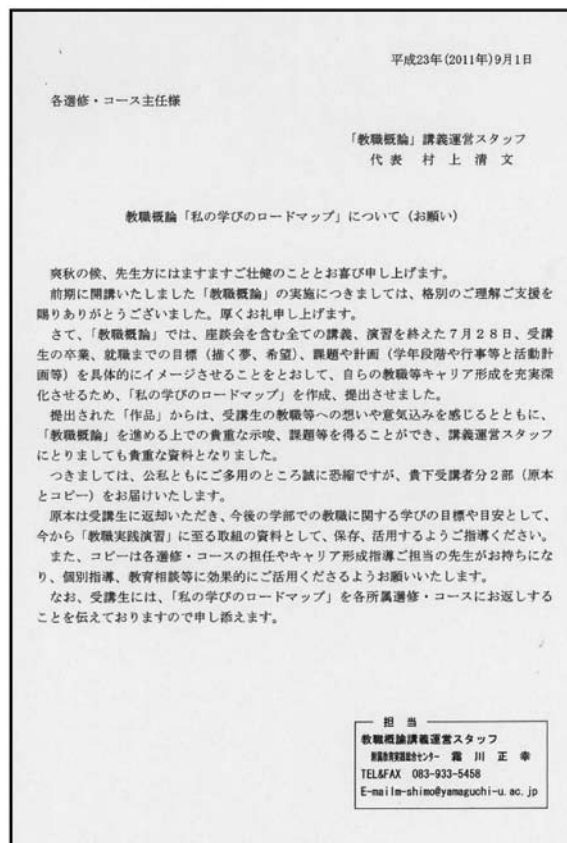 平成23年(2011年)9月1日
各選修・コース主任様
「教職概論」講義運営スタッフ
代表 村上清文
教職概論「私の学びのロードマップ」について(お願い)
爽秋の候、先生方にはますますご壮健のこととお喜び申し上げます。
前期に開講いたしました「教職概論」の実施につきましては、格別のご理解ご支援を
賜りありがとうございました。厚くお礼申し上げます。
さて、「教職概論」では、座談会を含む全ての講義、演習を終えた7月28日、受講
生の卒業、就職までの目標(描く夢、希望)、課題や計画(学年段階や行事等と活動計
画等)を具体的にイメージさせることをとおして、自らの教職等キャリア形成を充実深
化させるため、「私の学びのロードマップ」を作成、提出させました。
提出された「作品」からは、受講生の教職等への想いや意気込みを感じるとともに、
「教職概論」を進める上での貴重な示唆、課題等を得ることができ、講義運営スタッフ
にとりましても貴重な資料となりました。
つきましては、公私ともにご多用のところ誠に恐縮ですが、貴下受講者分2部(原本
とコピー)をお届けいたします。
原本は受講生に返却いただき、今後の学部での教職に関する学びの目標や目安として、
今から「教職実践演習」に至る取組の資料として、保存、活用するようご指導ください。
また、コピーは各選修・コースの担任やキャリア形成指導ご担当の先生がお持ちにな
り、個別指導、教育相談等に効果的にご活用くださるようお願いいたします。
なお、受講生には、「私の学びのロードマップ」を各所属選修・コースにお返しする
ことを伝えておりますので申し添えます。
担当
教職概論講義運営スタッフ
附属教育実践総合センター 霜川正幸
TEL&FAX 083-933-5458
E-mailm-shimo@yamaguchi-u.ac.jp